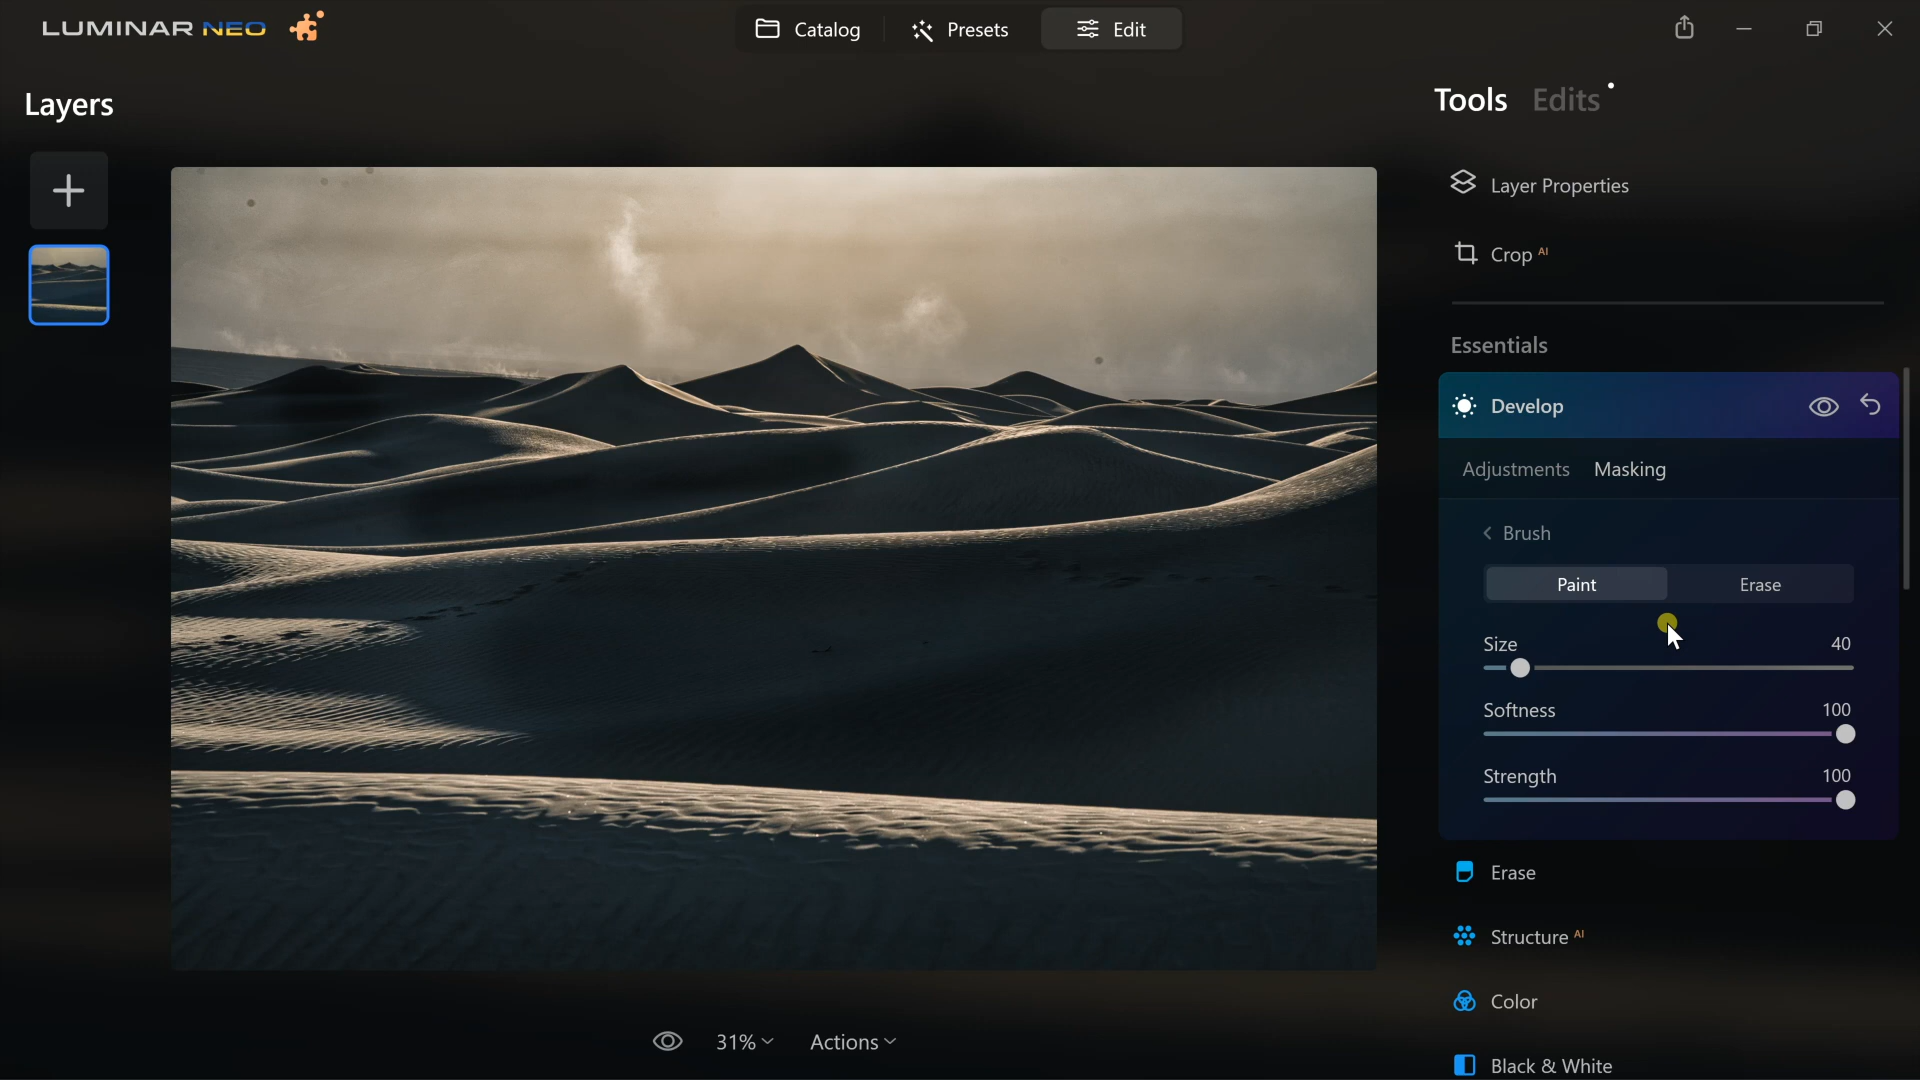 LUMINAR NEO
Catalog
Presets
Edit
Layers
Tools
Edits
Layer Properties
Crop AI
Essentials
Develop
Adjustments
Masking
Brush
Paint
Erase
Size
40
Softness
100
Strength
100
Erase
Structure AI
Color
Black & White
31%
Actions